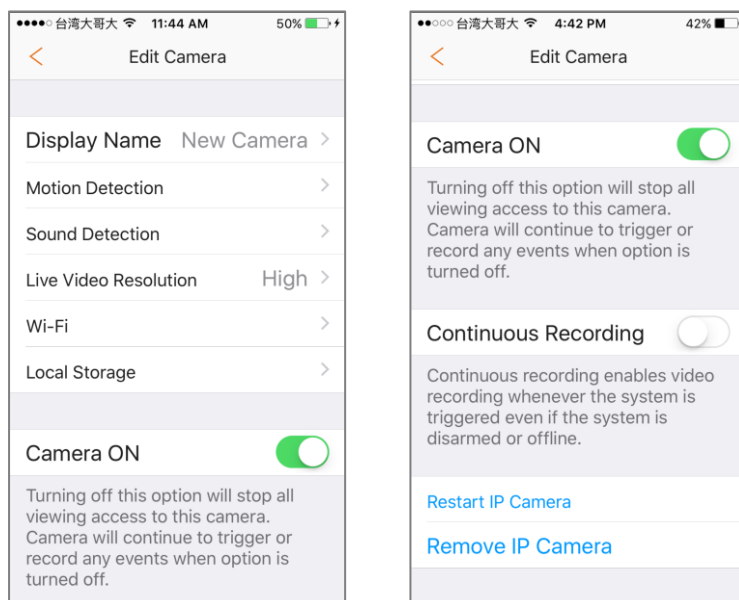 台湾大哥大 11:44 AM 50%
Edit Camera
Display Name New Camera
Motion Detection
Sound Detection
Live Video Resolution High
Wi-Fi
Local Storage
Camera ON
Turning off this option will stop all
viewing access to this camera.
Camera will continue to trigger or
record any events when option is
turned off.
台湾大哥大 4:42 PM 42%
Edit Camera
Camera ON
Turning off this option will stop all
viewing access to this camera.
Camera will continue to trigger or
record any events when option is
turned off.
Continuous Recording
Continuous recording enables video
recording whenever the system is
triggered even if the system is
disarmed or offline.
Restart IP Camera
Remove IP Camera